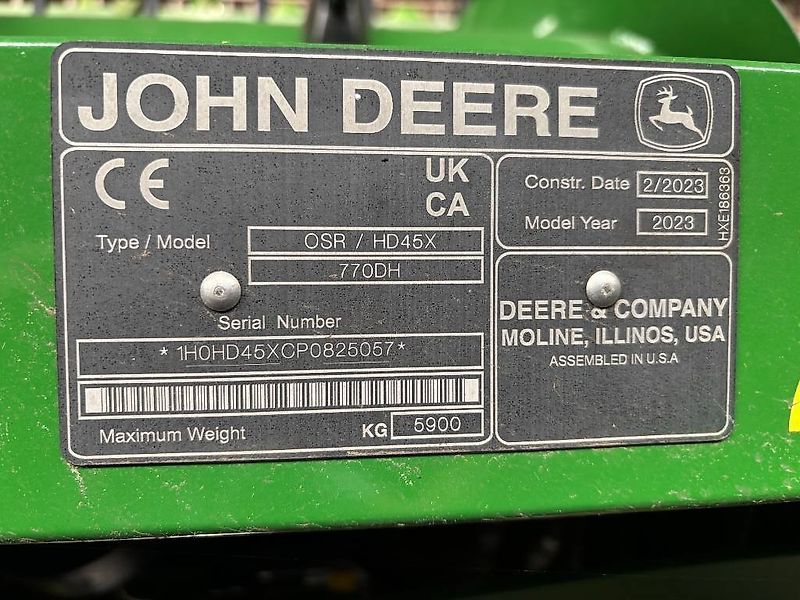 JOHN DEERE
CE
UK
CA
Type / Model
OSR / HD45X
770DH
Serial Number
*1H0HD45XCP0825057*
Maximum Weight
KG
5900
Constr. Date
2/2023
Model Year
2023
HXE186363
DEERE & COMPANY
MOLINE, ILLINOS, USA
ASSEMBLED IN U.S.A